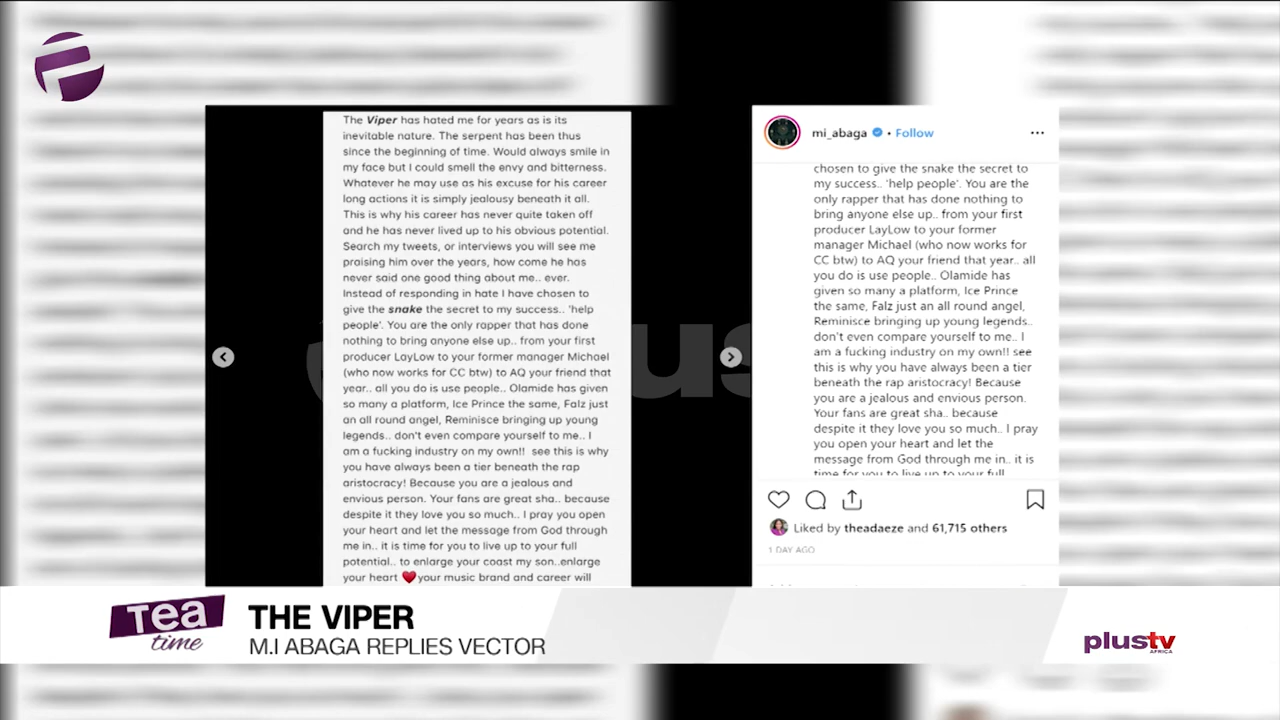 The Viper has hated me for years as is its
inevitable nature. The serpent has been thus
since the beginning of time. Would always smile in
my face but I could smell the envy and bitterness.
Whatever he may use as his excuse for his career
long actions it is simply jealousy beneath it all.
This is why his career has never quite taken off
and he has never lived up to his obvious potential.
Search my tweets, or interviews you will see me
praising him over the years, how come he has
never said one good thing about me.. ever.
Instead of responding in hate I have chosen to
give the snake the secret to my success.. 'help
people'. You are the only rapper that has done
nothing to bring anyone else up.. from your first
producer LayLow to your former manager Michael
(who now works for CC btw) to AQ your friend that
year.. all you do is use people.. Olamide has given
so many a platform, Ice Prince the same, Falz just
an all round angel, Reminisce bringing up young
legends.. don't even compare yourself to me.. I
am a fucking industry on my own!! see this is why
you have always been a tier beneath the rap
aristocracy! Because you are a jealous and
envious person. Your fans are great sha.. because
despite it they love you so much.. I pray you open
your heart and let the message from God through
me in.. it is time for you to live up to your full
potential.. to enlarge your coast my son..enlarge
your heart ❤️your music brand and career will
mi_abaga • Follow
chosen to give the snake the secret to
my success.. 'help people'. You are the
only rapper that has done nothing to
bring anyone else up.. from your first
producer LayLow to your former
manager Michael (who now works for
CC btw) to AQ your friend that year.. all
you do is use people.. Olamide has
given so many a platform, Ice Prince
the same, Falz just an all round angel,
Reminisce bringing up young legends..
don't even compare yourself to me.. I
am a fucking industry on my own!! see
this is why you have always been a tier
beneath the rap aristocracy! Because
you are a jealous and envious person.
Your fans are great sha.. because
despite it they love you so much.. I pray
you open your heart and let the
message from God through me in.. it is
time for you to live up to your full
Liked by theadaeze and 61,715 others
1 DAY AGO
Tea time
THE VIPER
M.I ABAGA REPLIES VECTOR
plustv
AFRICA